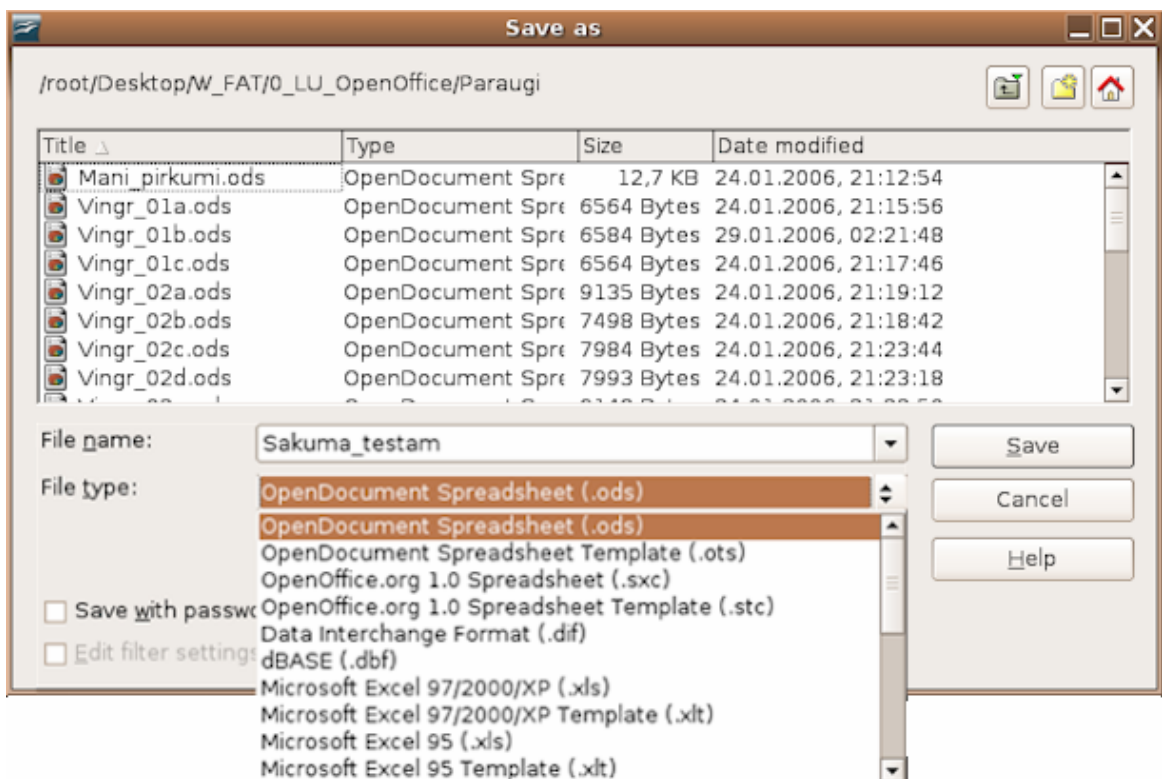 Save as
/root/Desktop/W_FAT/0_LU_OpenOffice/Paraugi
Title Type Size Date modified
Mani_pirkumi.ods OpenDocument Spre 12,7 KB 24.01.2006, 21:12:54
Vingr_01a.ods OpenDocument Spre 6564 Bytes 24.01.2006, 21:15:56
Vingr_01b.ods OpenDocument Spre 6584 Bytes 29.01.2006, 02:21:48
Vingr_01c.ods OpenDocument Spre 6564 Bytes 24.01.2006, 21:17:46
Vingr_02a.ods OpenDocument Spre 9135 Bytes 24.01.2006, 21:19:12
Vingr_02b.ods OpenDocument Spre 7498 Bytes 24.01.2006, 21:18:42
Vingr_02c.ods OpenDocument Spre 7984 Bytes 24.01.2006, 21:23:44
Vingr_02d.ods OpenDocument Spre 7993 Bytes 24.01.2006, 21:23:18
File name: Sakuma_testam Save
File type: OpenDocument Spreadsheet (.ods) Cancel
OpenDocument Spreadsheet (.ods)
OpenDocument Spreadsheet Template (.ots)
Help
OpenOffice.org 1.0 Spreadsheet (.sxc)
Save with passwo OpenOffice.org 1.0 Spreadsheet Template (.stc)
Data Interchange Format (.dif)
Edit filter settings
dBASE (.dbf)
Microsoft Excel 97/2000/XP (.xls)
Microsoft Excel 97/2000/XP Template (.xlt)
Microsoft Excel 95 (.xls)
Microsoft Excel 95 Template (.xlt)